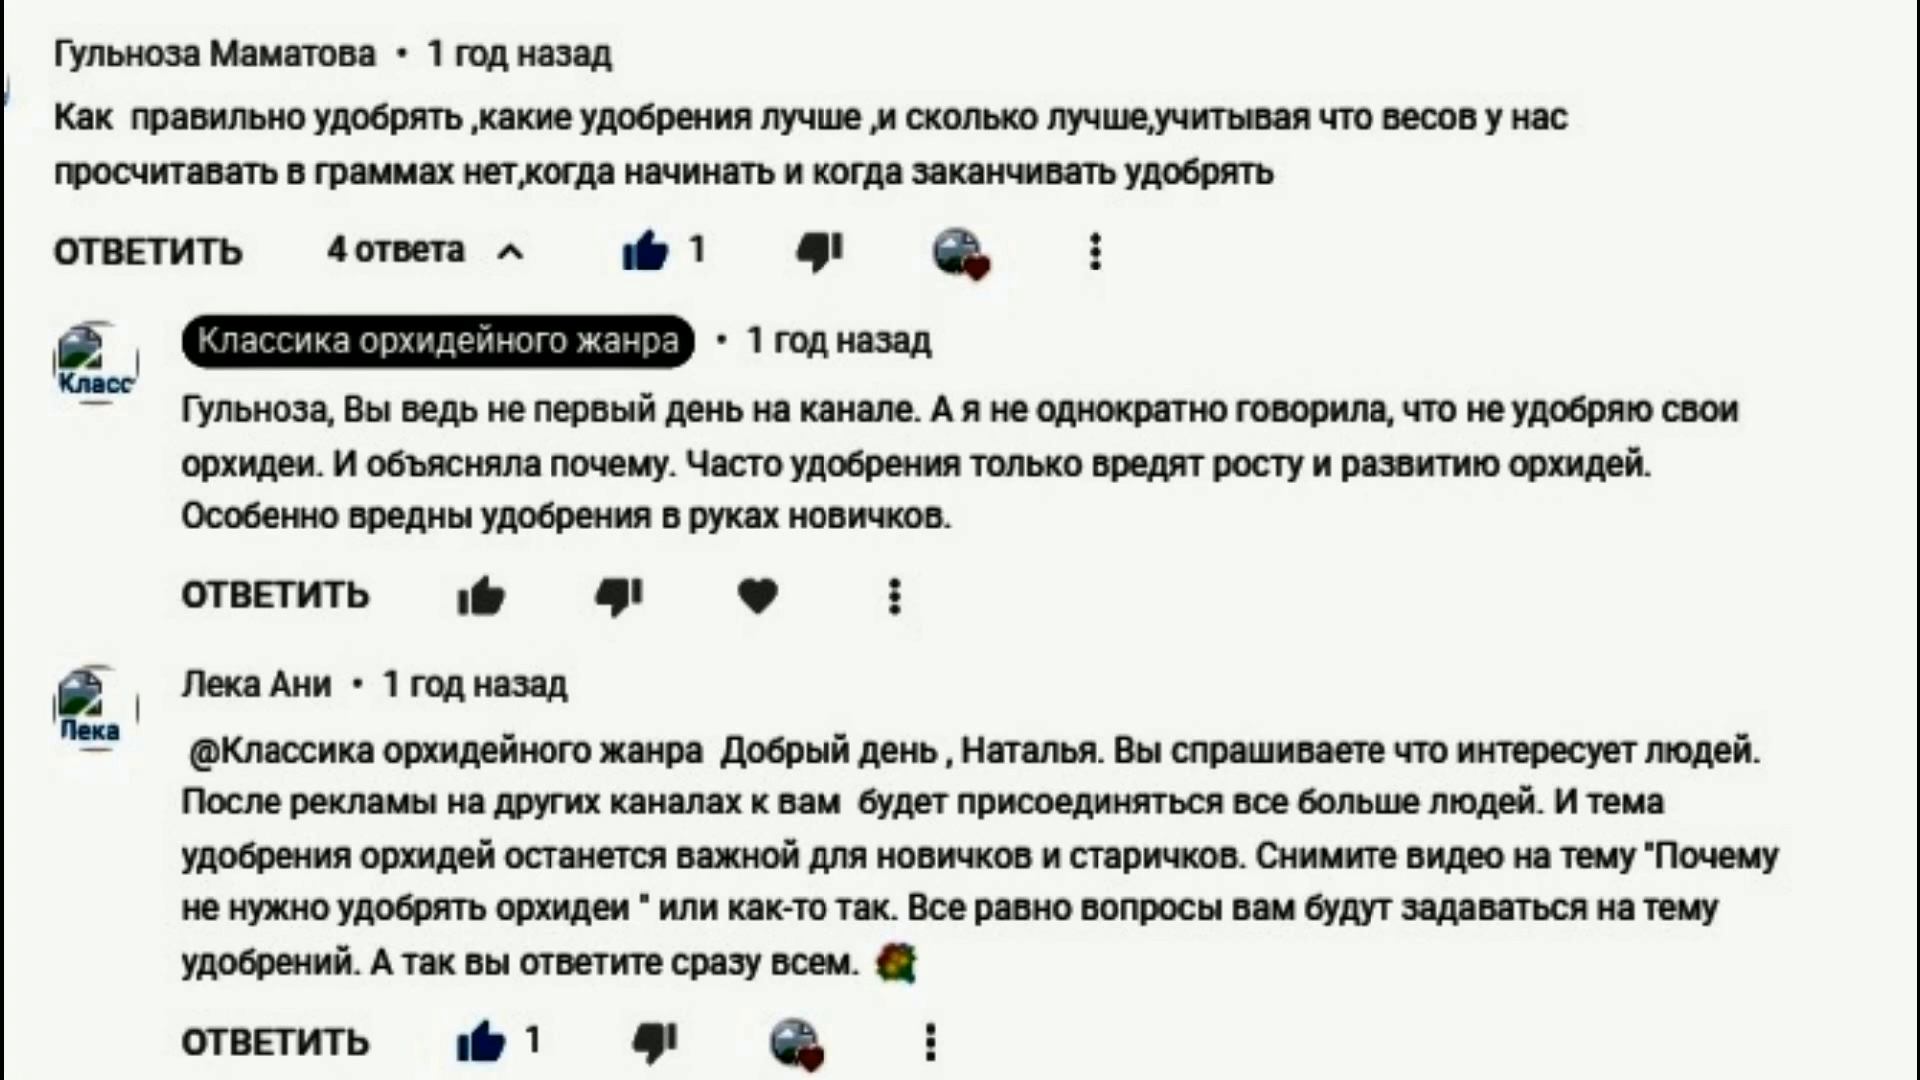 Гульноза Маматова • 1 год назад
Как правильно удобрять ,какие удобрения лучше ,и сколько лучше,учитывая что весов у нас
просчитавать в граммах нет,когда начинать и когда заканчивать удобрять
ОТВЕТИТЬ 4 ответа 1
Классика орхидейного жанра • 1 год назад
Класс
Гульноза, Вы ведь не первый день на канале. А я не однократно говорила, что не удобряю свои
орхидеи. И объясняла почему. Часто удобрения только вредят росту и развитию орхидей.
Особенно вредны удобрения в руках новичков.
ОТВЕТИТЬ
Лека Ани • 1 год назад
Лека
@Классика орхидейного жанра Добрый день , Наталья. Вы спрашиваете что интересует людей.
После рекламы на других каналах к вам будет присоединяться все больше людей. И тема
удобрения орхидей останется важной для новичков и старичков. Снимите видео на тему "Почему
не нужно удобрять орхидеи " или как-то так. Все равно вопросы вам будут задаваться на тему
удобрений. А так вы ответите сразу всем.
ОТВЕТИТЬ 1